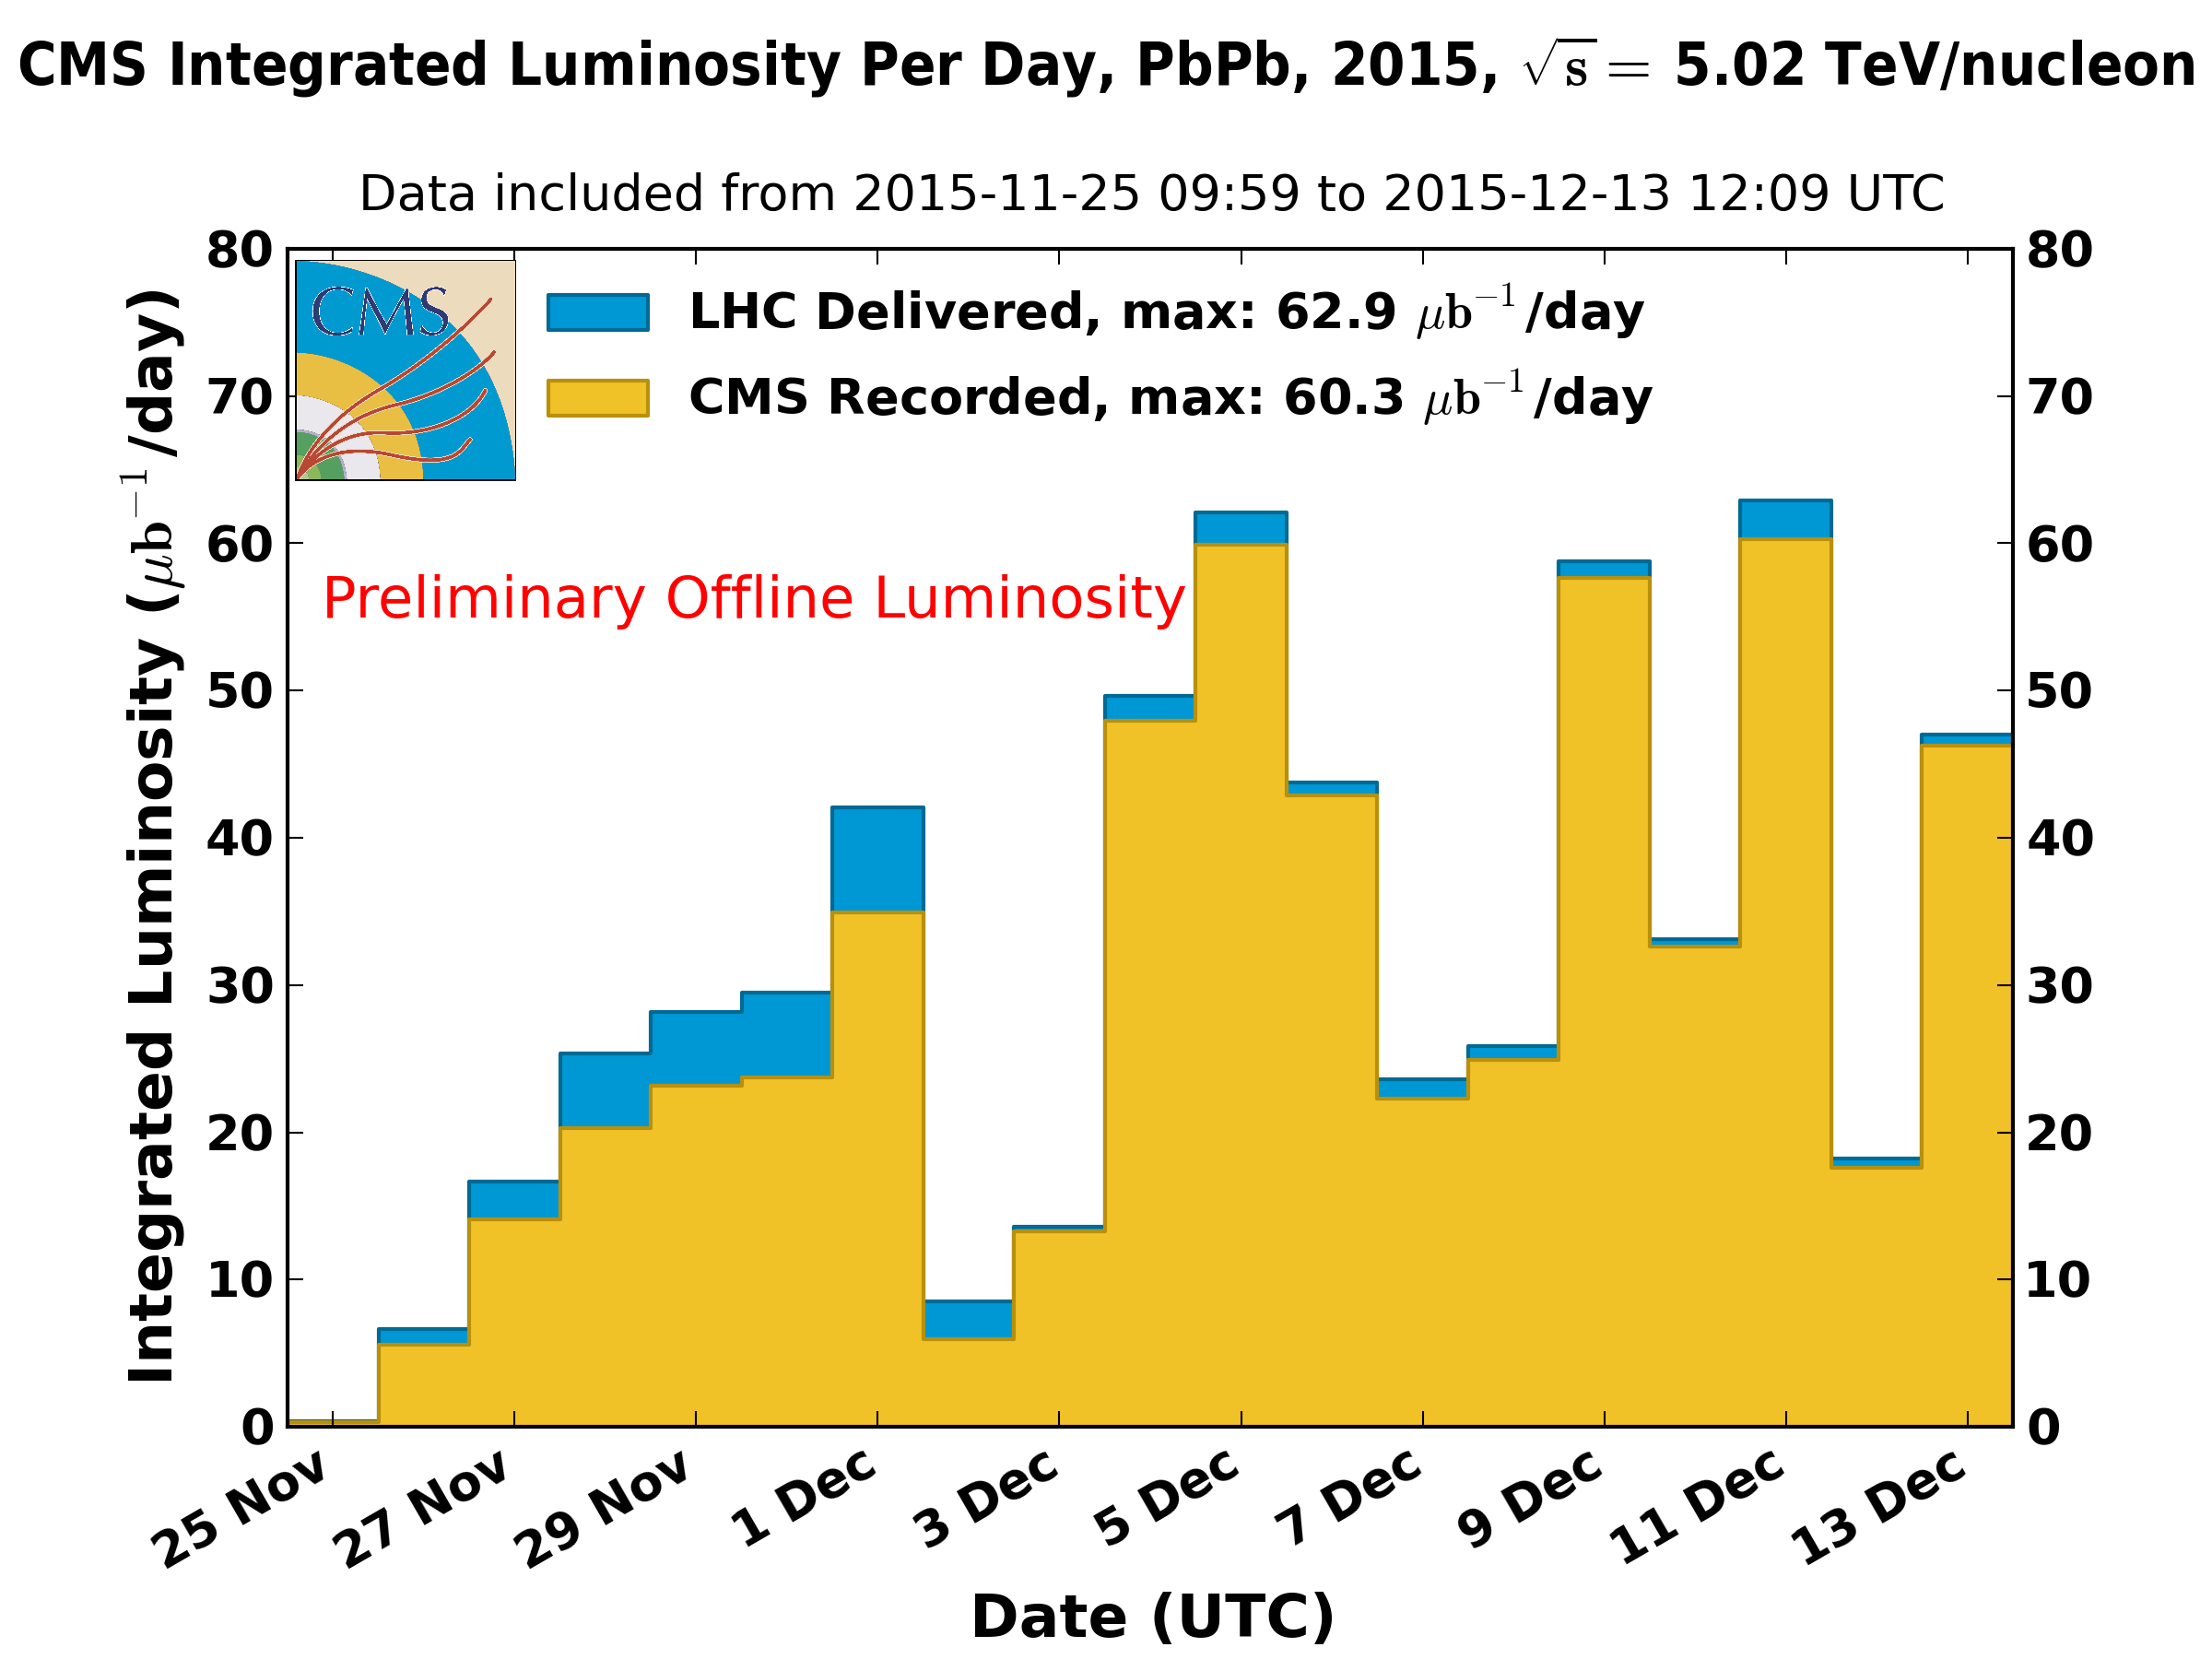 CMS Integrated Luminosity Per Day, PbPb, 2015, √s = 5.02 TeV/nucleon
Data included from 2015-11-25 09:59 to 2015-12-13 12:09 UTC
CMS
LHC Delivered, max: 62.9 μb⁻¹/day
CMS Recorded, max: 60.3 μb⁻¹/day
Preliminary Offline Luminosity
Integrated Luminosity (μb⁻¹/day)
80 80
70 70
60 60
50 50
40 40
30 30
20 20
10 10
0 0
25 Nov 27 Nov 29 Nov 1 Dec 3 Dec 5 Dec 7 Dec 9 Dec 11 Dec 13 Dec
Date (UTC)